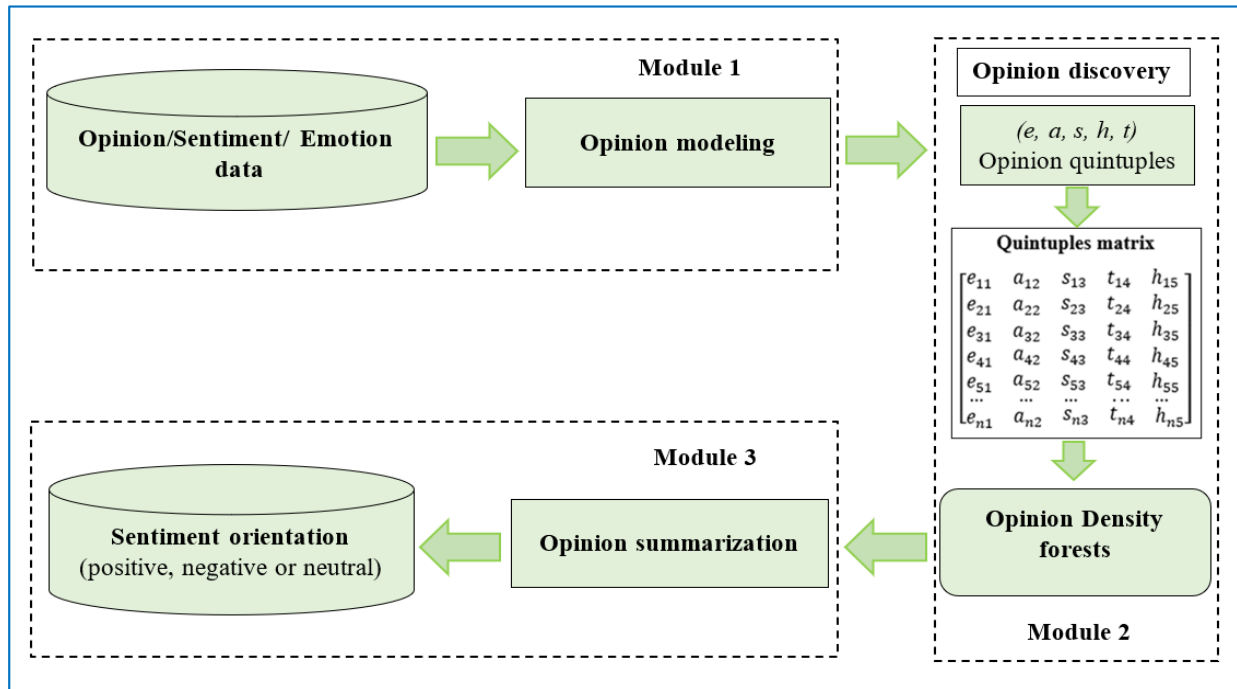 Module 1
Opinion/Sentiment/ Emotion
data
Opinion modeling
Opinion discovery
(e, a, s, h, t)
Opinion quintuples
Quintuples matrix
e₁₁ a₁₂ s₁₃ t₁₄ h₁₅
e₂₁ a₂₂ s₂₃ t₂₄ h₂₅
e₃₁ a₃₂ s₃₃ t₃₄ h₃₅
e₄₁ a₄₂ s₄₃ t₄₄ h₄₅
e₅₁ a₅₂ s₅₃ t₅₄ h₅₅
... ... ... ... ...
eₙ₁ aₙ₂ sₙ₃ tₙ₄ hₙ₅
Opinion Density
forests
Module 2
Module 3
Opinion summarization
Sentiment orientation
(positive, negative or neutral)